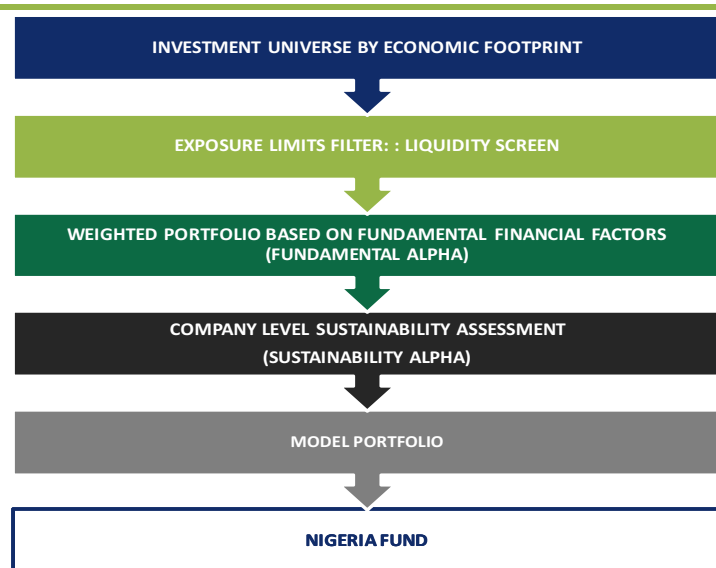 INVESTMENT UNIVERSE BY ECONOMIC FOOTPRINT
EXPOSURE LIMITS FILTER: : LIQUIDITY SCREEN
WEIGHTED PORTFOLIO BASED ON FUNDAMENTAL FINANCIAL FACTORS
(FUNDAMENTAL ALPHA)
COMPANY LEVEL SUSTAINABILITY ASSESSMENT
(SUSTAINABILITY ALPHA)
MODEL PORTFOLIO
NIGERIA FUND